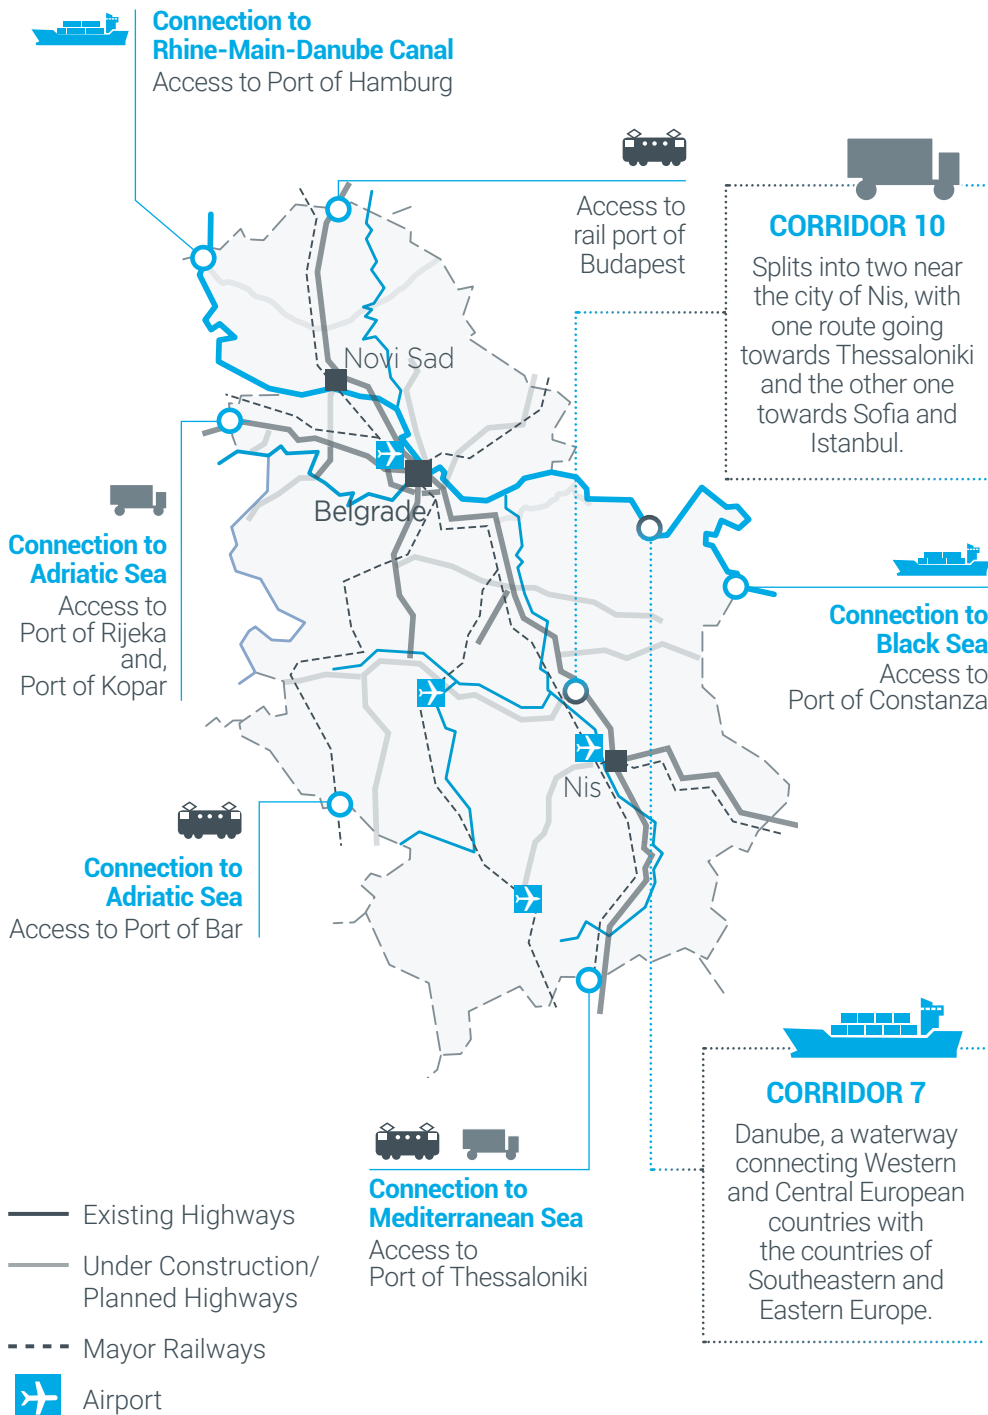 Connection to
Rhine-Main-Danube Canal
Access to Port of Hamburg
Access to
rail port of
Budapest
CORRIDOR 10
Splits into two near
the city of Nis, with
one route going
towards Thessaloniki
and the other one
towards Sofia and
Istanbul.
Novi Sad
Belgrade
Connection to
Adriatic Sea
Access to
Port of Rijeka
and,
Port of Kopar
Connection to
Black Sea
Access to
Port of Constanza
Nis
Connection to
Adriatic Sea
Access to Port of Bar
CORRIDOR 7
Danube, a waterway
connecting Western
and Central European
countries with
the countries of
Southeastern and
Eastern Europe.
Connection to
Mediterranean Sea
Access to
Port of Thessaloniki
Existing Highways
Under Construction/
Planned Highways
Mayor Railways
Airport